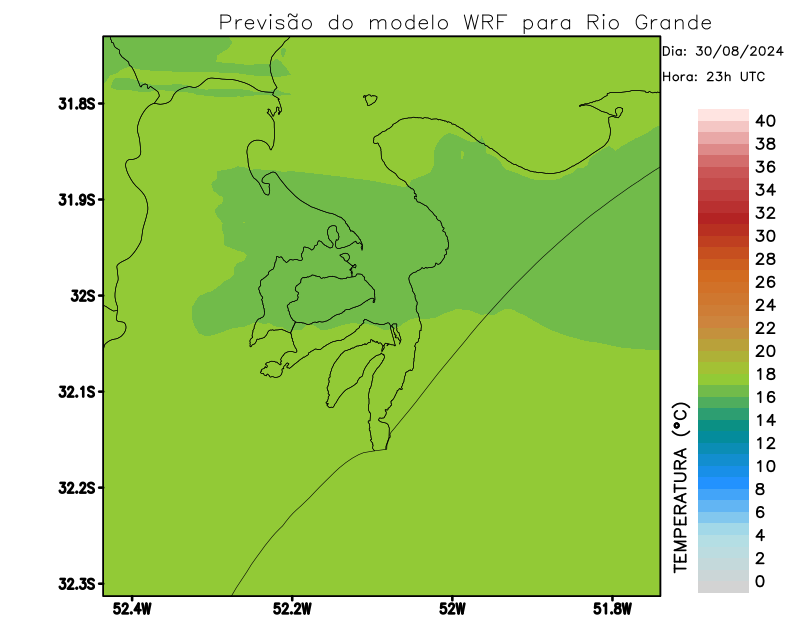 Previsão do modelo WRF para Rio Grande
Dia: 30/08/2024
Hora: 23h UTC
31.8S
31.9S
32S
32.1S
32.2S
32.3S
52.4W
52.2W
52W
51.8W
40
38
36
34
32
30
28
26
24
22
20
18
16
14
12
10
8
6
4
2
0
TEMPERATURA (°C)